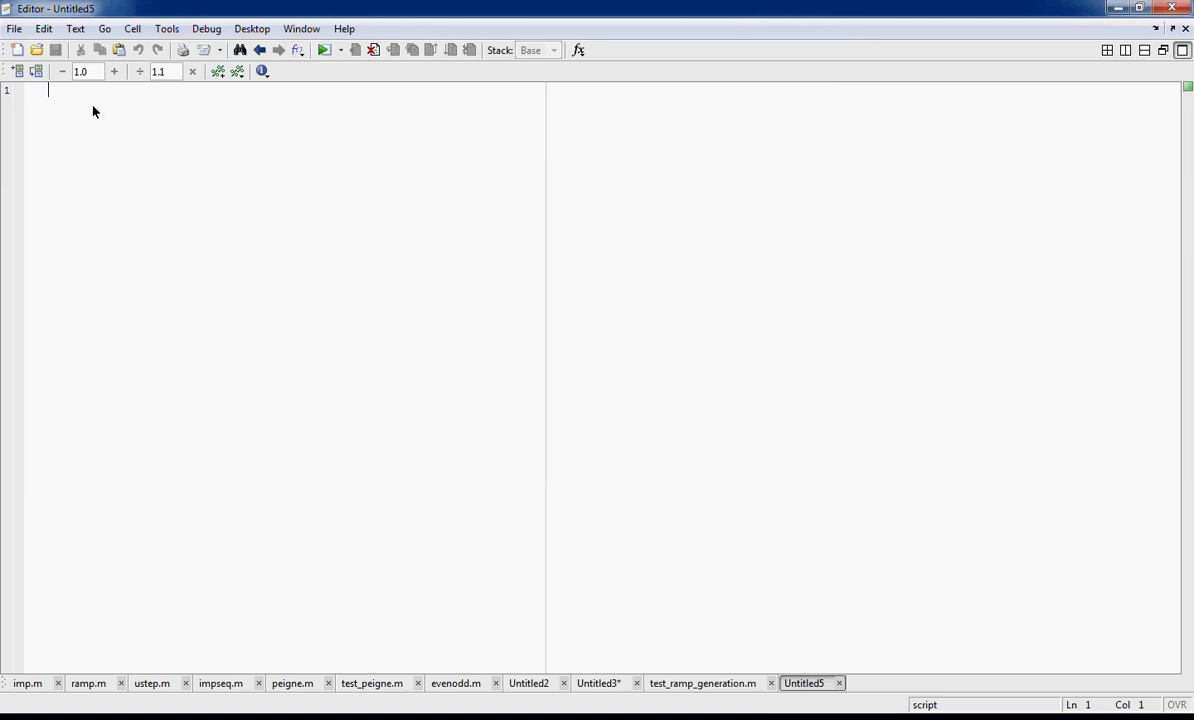 Editor - Untitled5
File Edit Text Go Cell Tools Debug Desktop Window Help
Stack: Base fx
− 1.0 + ÷ 1.1 ×
1
imp.m × ramp.m × ustep.m × impseq.m × peigne.m × test_peigne.m × evenodd.m × Untitled2 × Untitled3* × test_ramp_generation.m × Untitled5 ×
script Ln 1 Col 1 OVR